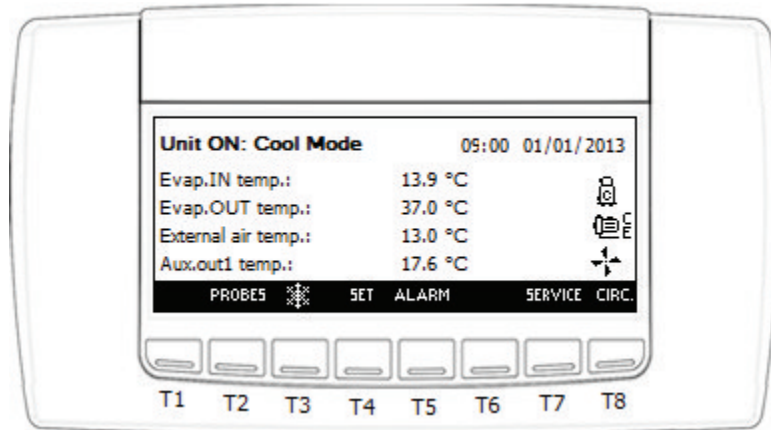 Unit ON: Cool Mode 09:00 01/01/2013
Evap.IN temp.: 13.9 °C
Evap.OUT temp.: 37.0 °C
External air temp.: 13.0 °C
Aux.out1 temp.: 17.6 °C
PROBES SET ALARM SERVICE CIRC.
T1 T2 T3 T4 T5 T6 T7 T8